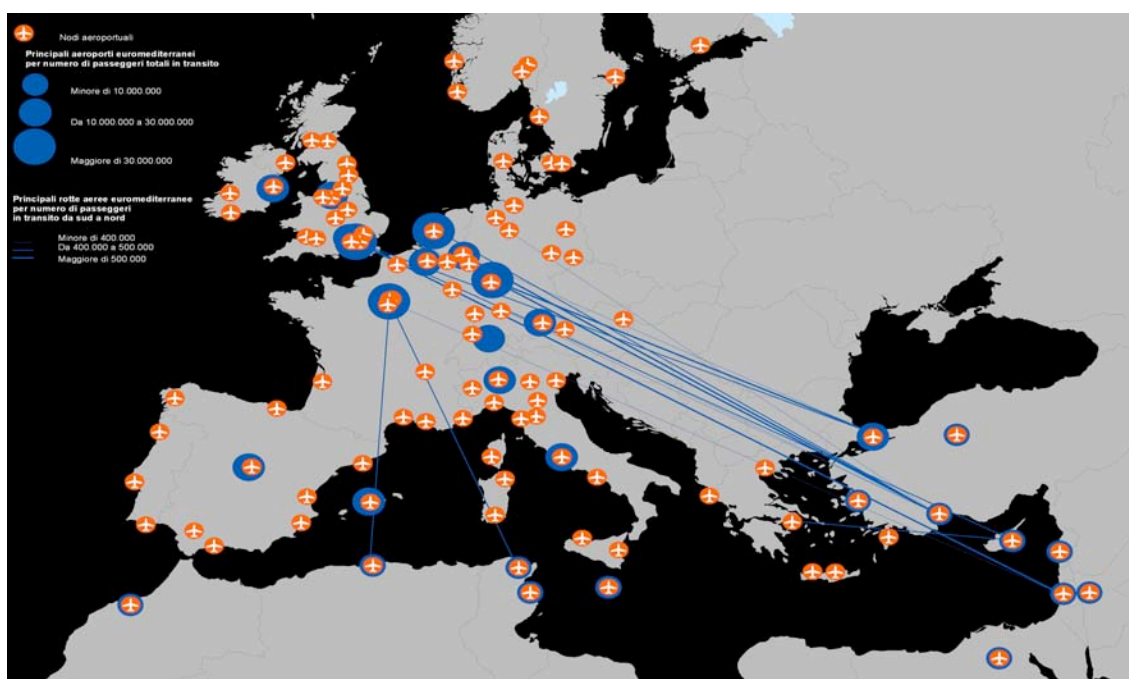 Nodi aeroportuali
Principali aeroporti euromediterranei
per numero di passeggeri totali in transito
Minore di 10.000.000
Da 10.000.000 a 30.000.000
Maggiore di 30.000.000
Principali rotte aeree euromediterranee
per numero di passeggeri
in transito da sud a nord
Minore di 400.000
Da 400.000 a 500.000
Maggiore di 500.000